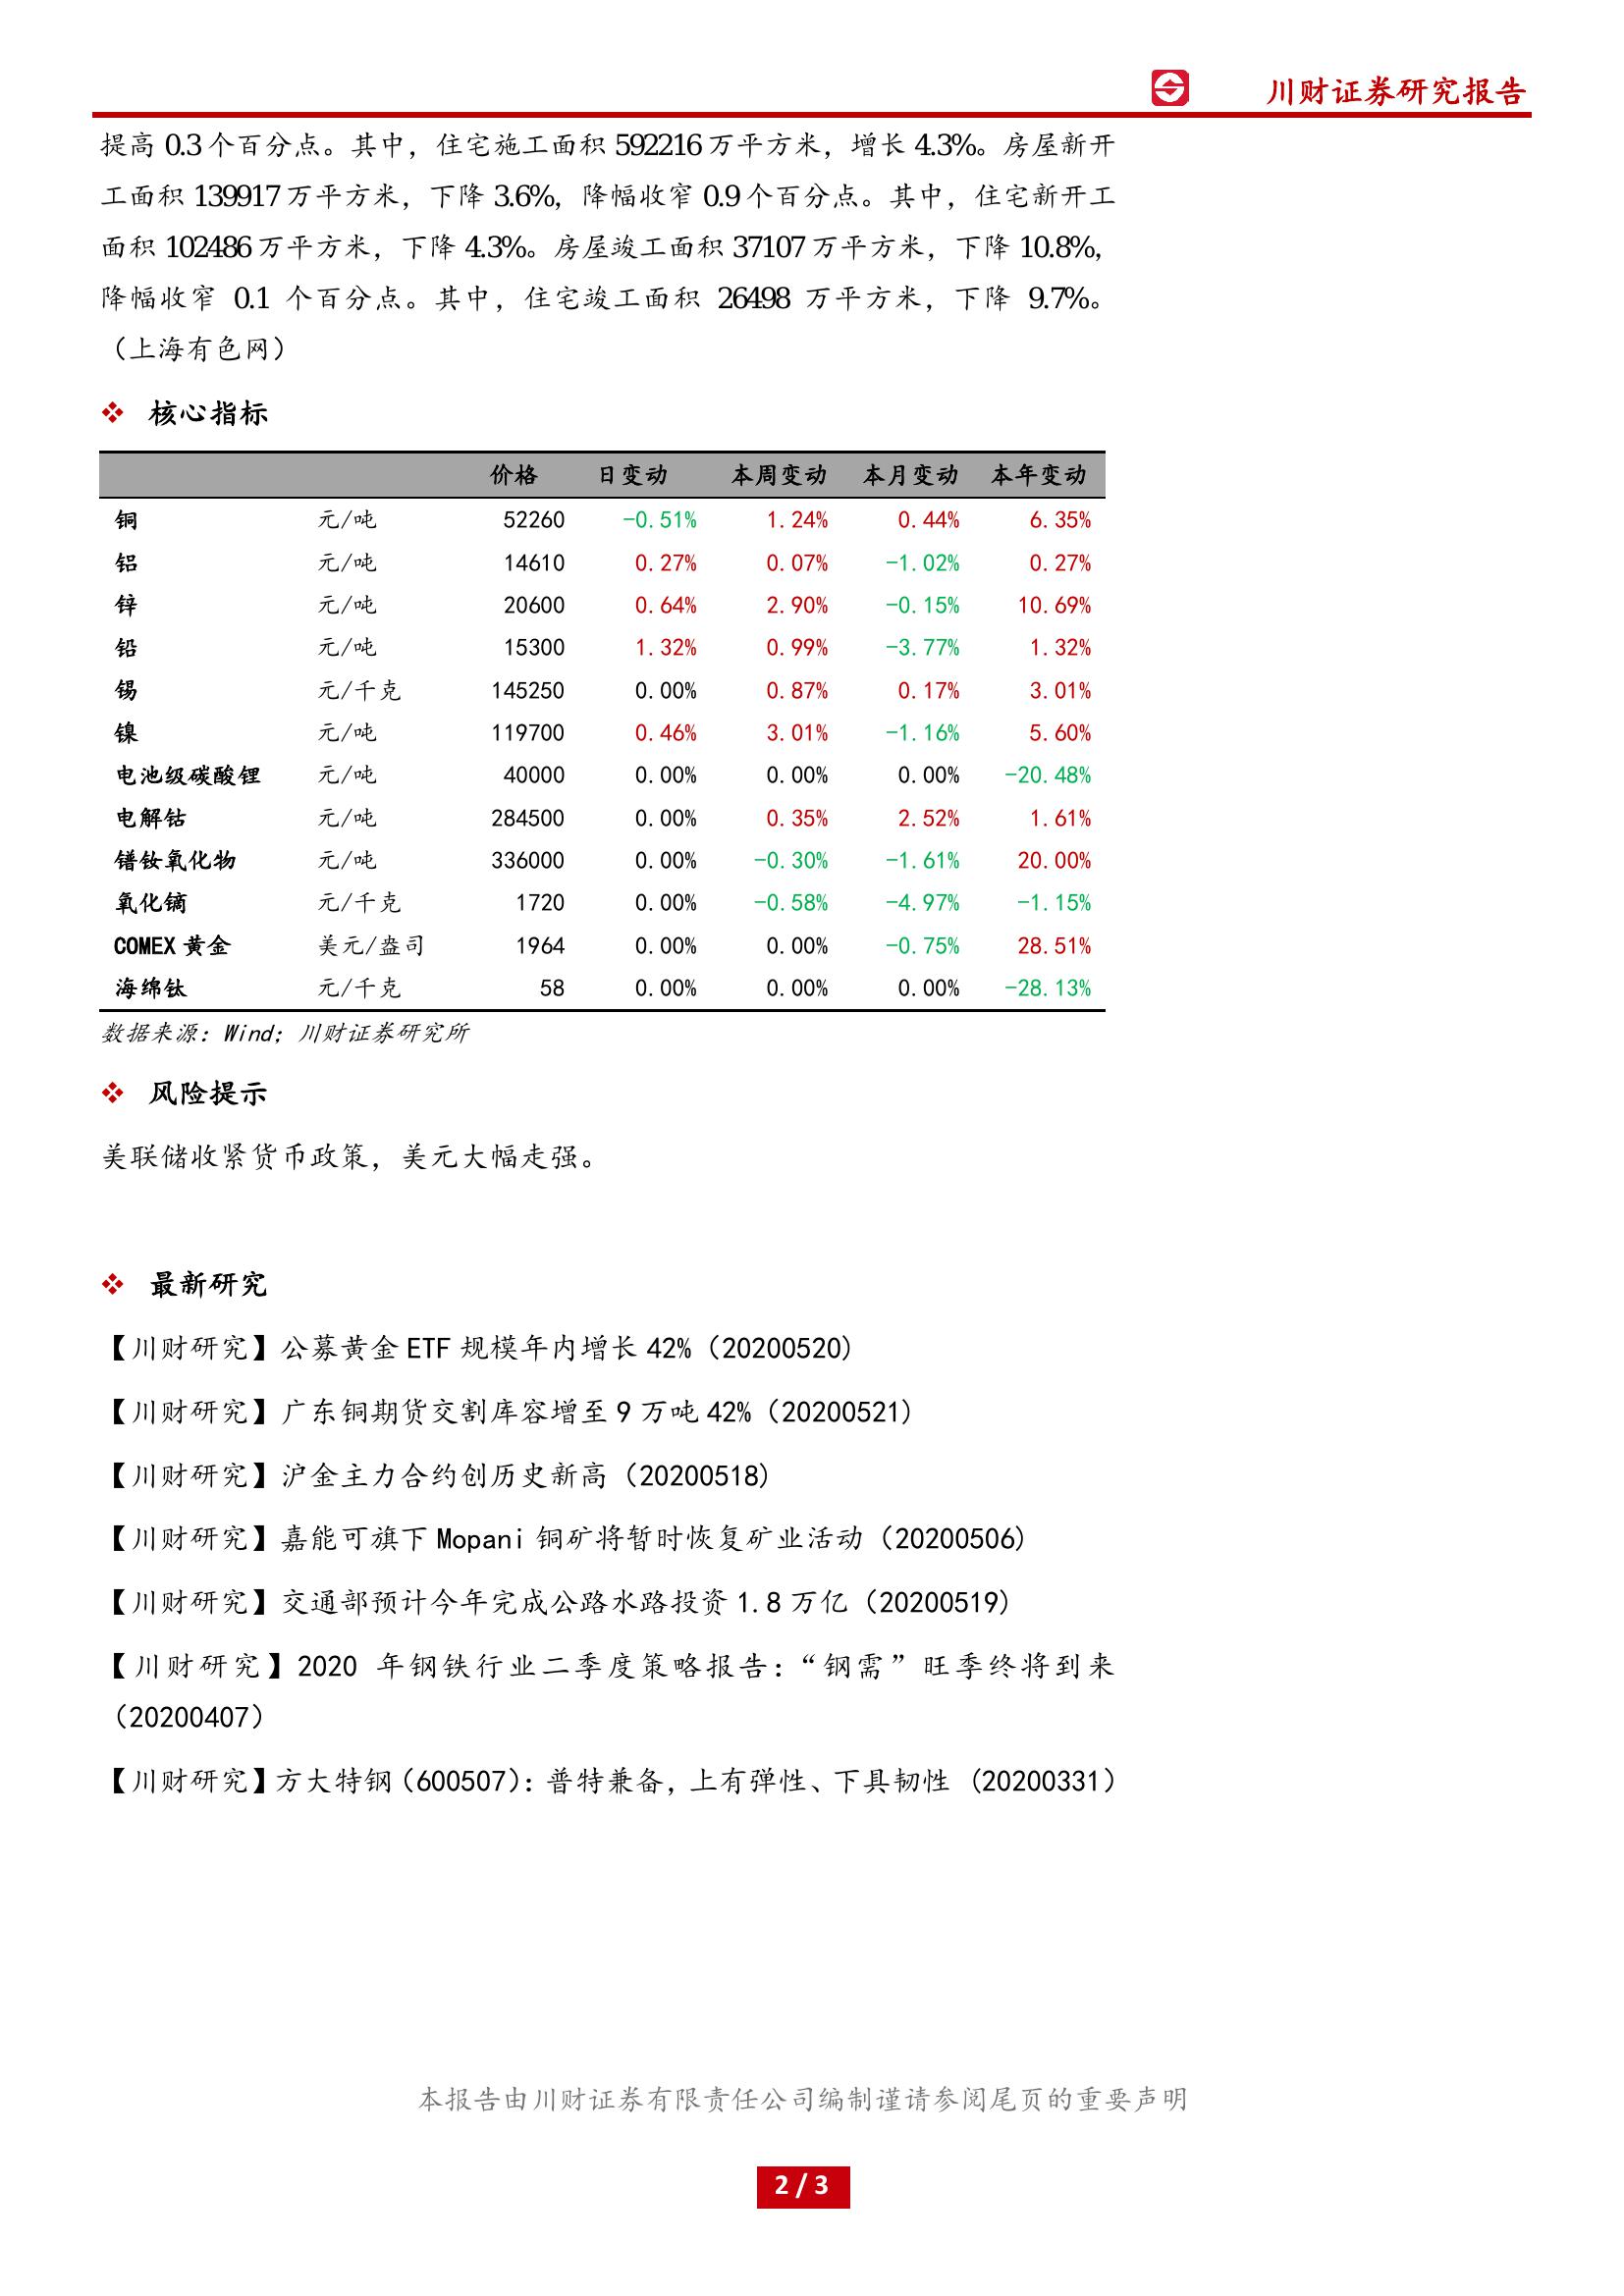 川财证券研究报告
提高 0.3 个百分点。其中，住宅施工面积 592216 万平方米，增长 4.3%。房屋新开
工面积 139917 万平方米，下降 3.6%，降幅收窄 0.9 个百分点。其中，住宅新开工
面积 102486 万平方米，下降 4.3%。房屋竣工面积 37107 万平方米，下降 10.8%，
降幅收窄 0.1 个百分点。其中，住宅竣工面积 26498 万平方米，下降 9.7%。
（上海有色网）
❖ 核心指标
价格 日变动 本周变动 本月变动 本年变动
铜 元/吨 52260 -0.51% 1.24% 0.44% 6.35%
铝 元/吨 14610 0.27% 0.07% -1.02% 0.27%
锌 元/吨 20600 0.64% 2.90% -0.15% 10.69%
铅 元/吨 15300 1.32% 0.99% -3.77% 1.32%
锡 元/千克 145250 0.00% 0.87% 0.17% 3.01%
镍 元/吨 119700 0.46% 3.01% -1.16% 5.60%
电池级碳酸锂 元/吨 40000 0.00% 0.00% 0.00% -20.48%
电解钴 元/吨 284500 0.00% 0.35% 2.52% 1.61%
镨钕氧化物 元/吨 336000 0.00% -0.30% -1.61% 20.00%
氧化镝 元/千克 1720 0.00% -0.58% -4.97% -1.15%
COMEX 黄金 美元/盎司 1964 0.00% 0.00% -0.75% 28.51%
海绵钛 元/千克 58 0.00% 0.00% 0.00% -28.13%
数据来源：Wind；川财证券研究所
❖ 风险提示
美联储收紧货币政策，美元大幅走强。
❖ 最新研究
【川财研究】公募黄金 ETF 规模年内增长 42%（20200520)
【川财研究】广东铜期货交割库容增至 9 万吨 42%（20200521)
【川财研究】沪金主力合约创历史新高（20200518)
【川财研究】嘉能可旗下 Mopani 铜矿将暂时恢复矿业活动（20200506)
【川财研究】交通部预计今年完成公路水路投资 1.8 万亿（20200519)
【川财研究】2020 年钢铁行业二季度策略报告：“钢需”旺季终将到来
（20200407）
【川财研究】方大特钢（600507）：普特兼备，上有弹性、下具韧性 (20200331）
本报告由川财证券有限责任公司编制谨请参阅尾页的重要声明
2 / 3